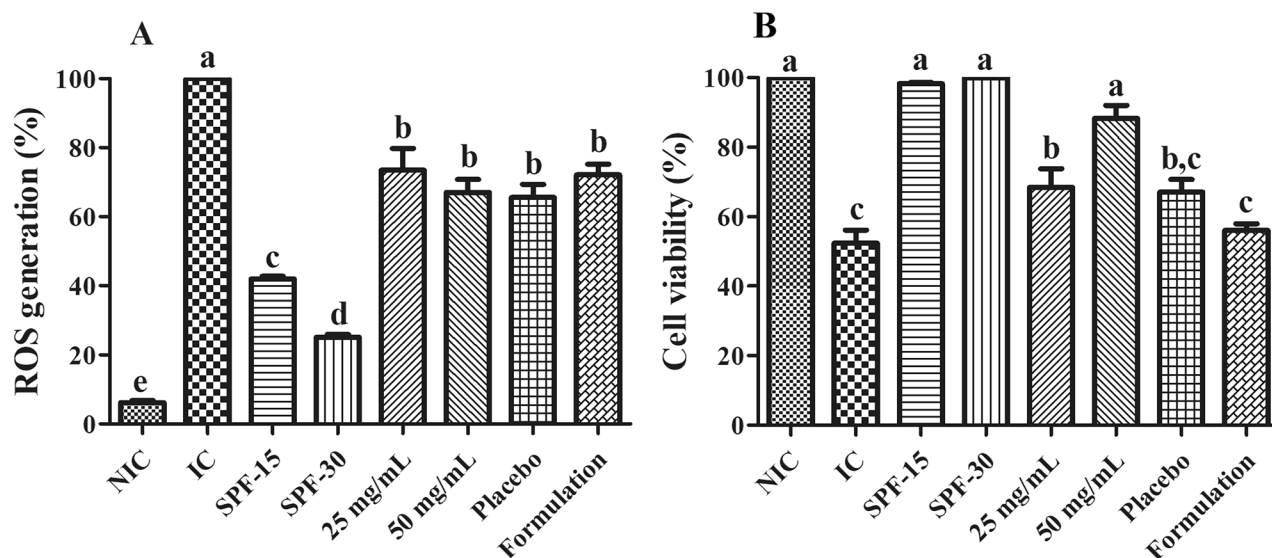 A
ROS generation (%)
100
80
60
40
20
0
e
a
c
d
b
b
b
b
NIC
IC
SPF-15
SPF-30
25 mg/mL
50 mg/mL
Placebo
Formulation
B
Cell viability (%)
100
80
60
40
20
0
a
c
a
a
b
a
b,c
c
NIC
IC
SPF-15
SPF-30
25 mg/mL
50 mg/mL
Placebo
Formulation